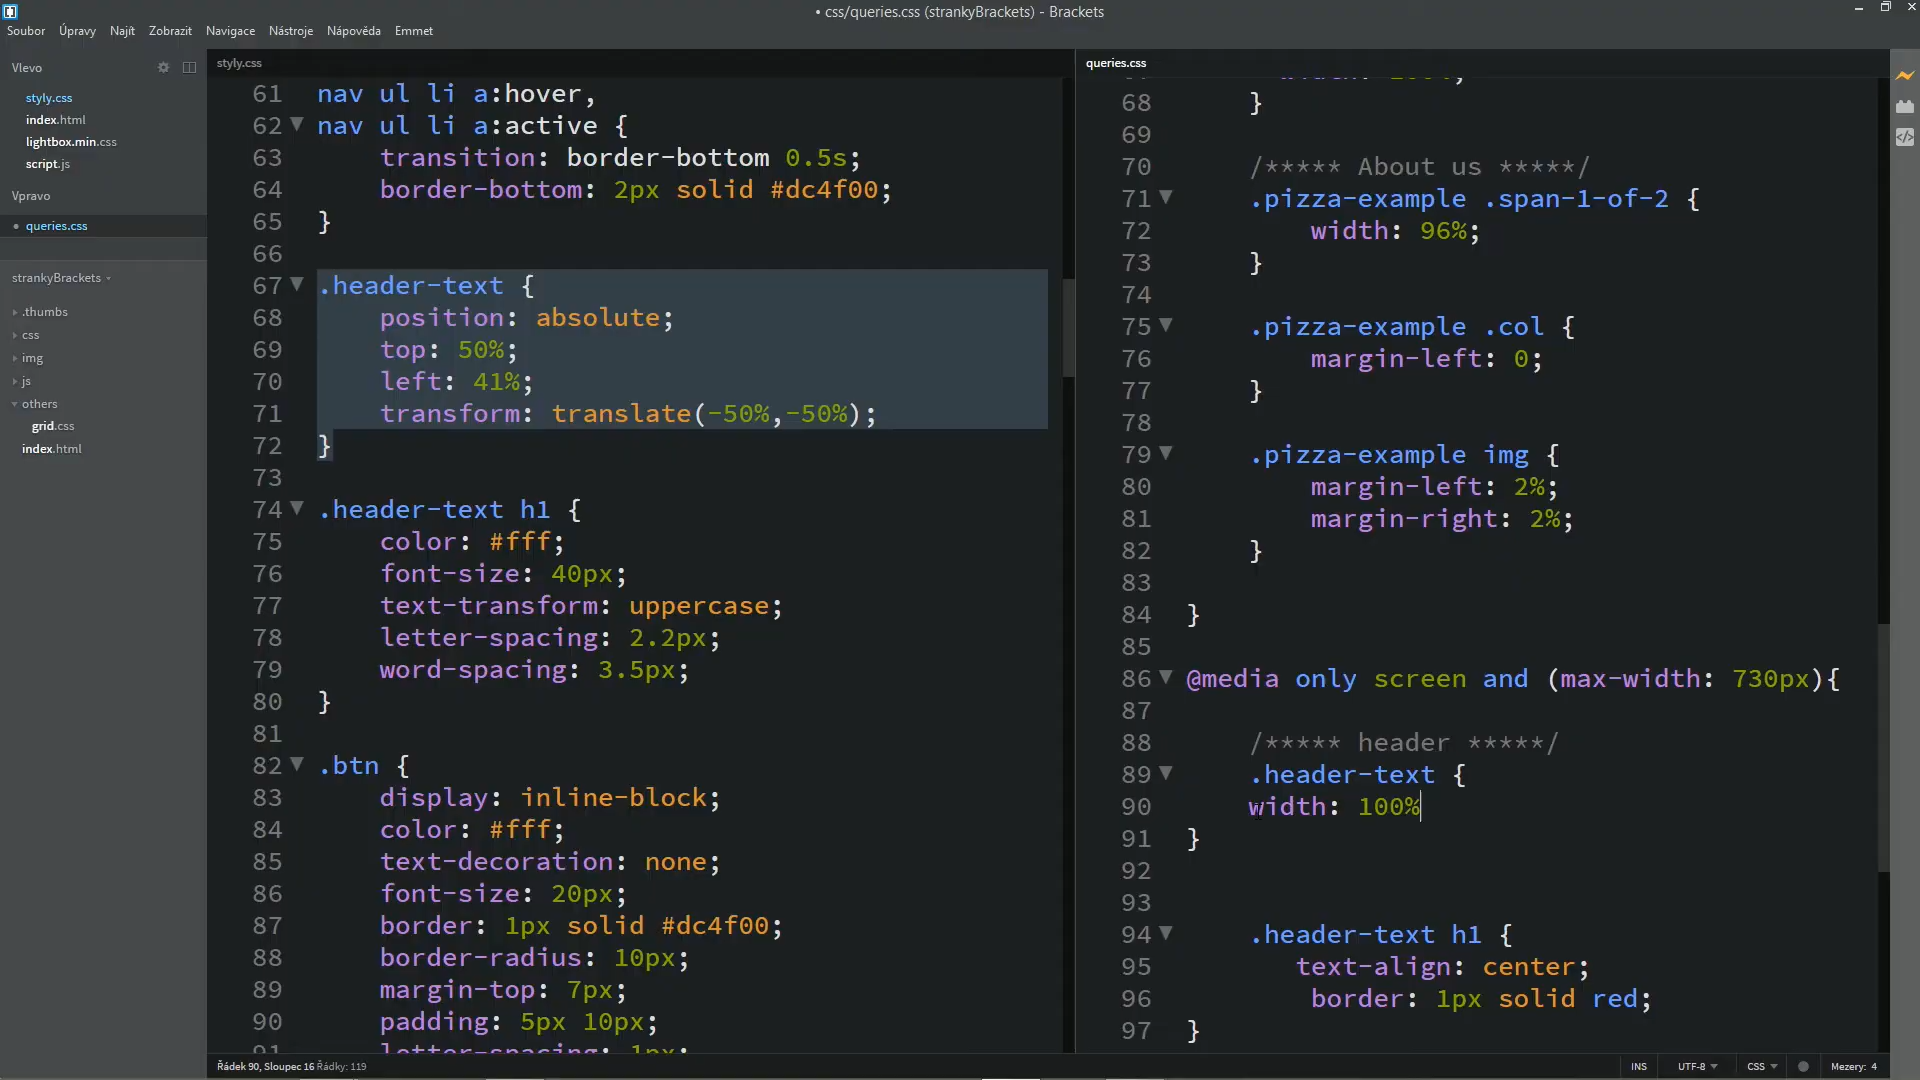 • css/queries.css (strankyBrackets) - Brackets
Soubor Úpravy Najít Zobrazit Navigace Nástroje Nápověda Emmet
Vlevo
styly.css
index.html
lightbox.min.css
script.js
Vpravo
• queries.css
strankyBrackets
.thumbs
css
img
js
others
grid.css
index.html
styly.css
61 nav ul li a:hover,
62 nav ul li a:active {
63 transition: border-bottom 0.5s;
64 border-bottom: 2px solid #dc4f00;
65 }
66
67 .header-text {
68 position: absolute;
69 top: 50%;
70 left: 41%;
71 transform: translate(-50%,-50%);
72 }
73
74 .header-text h1 {
75 color: #fff;
76 font-size: 40px;
77 text-transform: uppercase;
78 letter-spacing: 2.2px;
79 word-spacing: 3.5px;
80 }
81
82 .btn {
83 display: inline-block;
84 color: #fff;
85 text-decoration: none;
86 font-size: 20px;
87 border: 1px solid #dc4f00;
88 border-radius: 10px;
89 margin-top: 7px;
90 padding: 5px 10px;
91 letter-spacing: 1px;
queries.css
68 }
69
70 /***** About us *****/
71 .pizza-example .span-1-of-2 {
72 width: 96%;
73 }
74
75 .pizza-example .col {
76 margin-left: 0;
77 }
78
79 .pizza-example img {
80 margin-left: 2%;
81 margin-right: 2%;
82 }
83
84 }
85
86 @media only screen and (max-width: 730px){
87
88 /***** header *****/
89 .header-text {
90 width: 100%
91 }
92
93
94 .header-text h1 {
95 text-align: center;
96 border: 1px solid red;
97 }
Řádek 90, Sloupec 16 Řádky: 119
INS UTF-8 CSS Mezery: 4